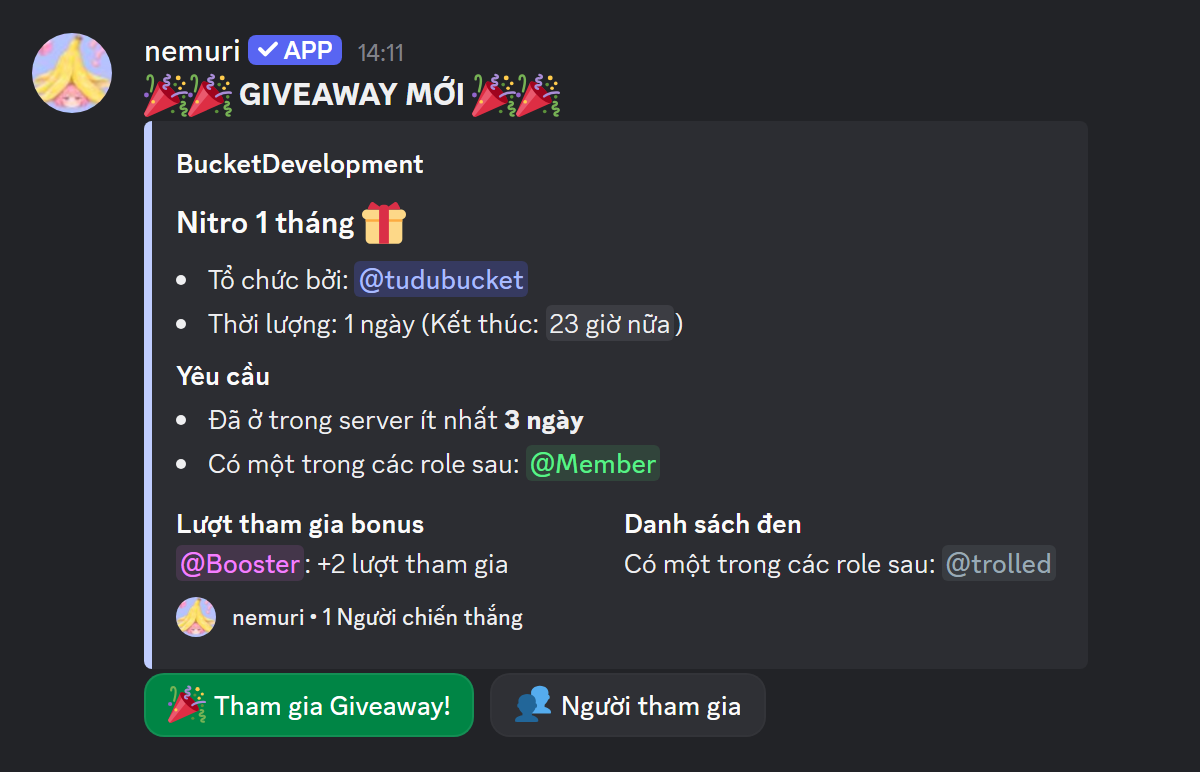 nemuri ✓ APP 14:11
🎉🎉 GIVEAWAY MỚI 🎉🎉
BucketDevelopment
Nitro 1 tháng 🎁
• Tổ chức bởi: @tudubucket
• Thời lượng: 1 ngày (Kết thúc: 23 giờ nữa)
Yêu cầu
• Đã ở trong server ít nhất 3 ngày
• Có một trong các role sau: @Member
Lượt tham gia bonus
@Booster: +2 lượt tham gia
Danh sách đen
Có một trong các role sau: @trolled
nemuri • 1 Người chiến thắng
🎉 Tham gia Giveaway!
👥 Người tham gia